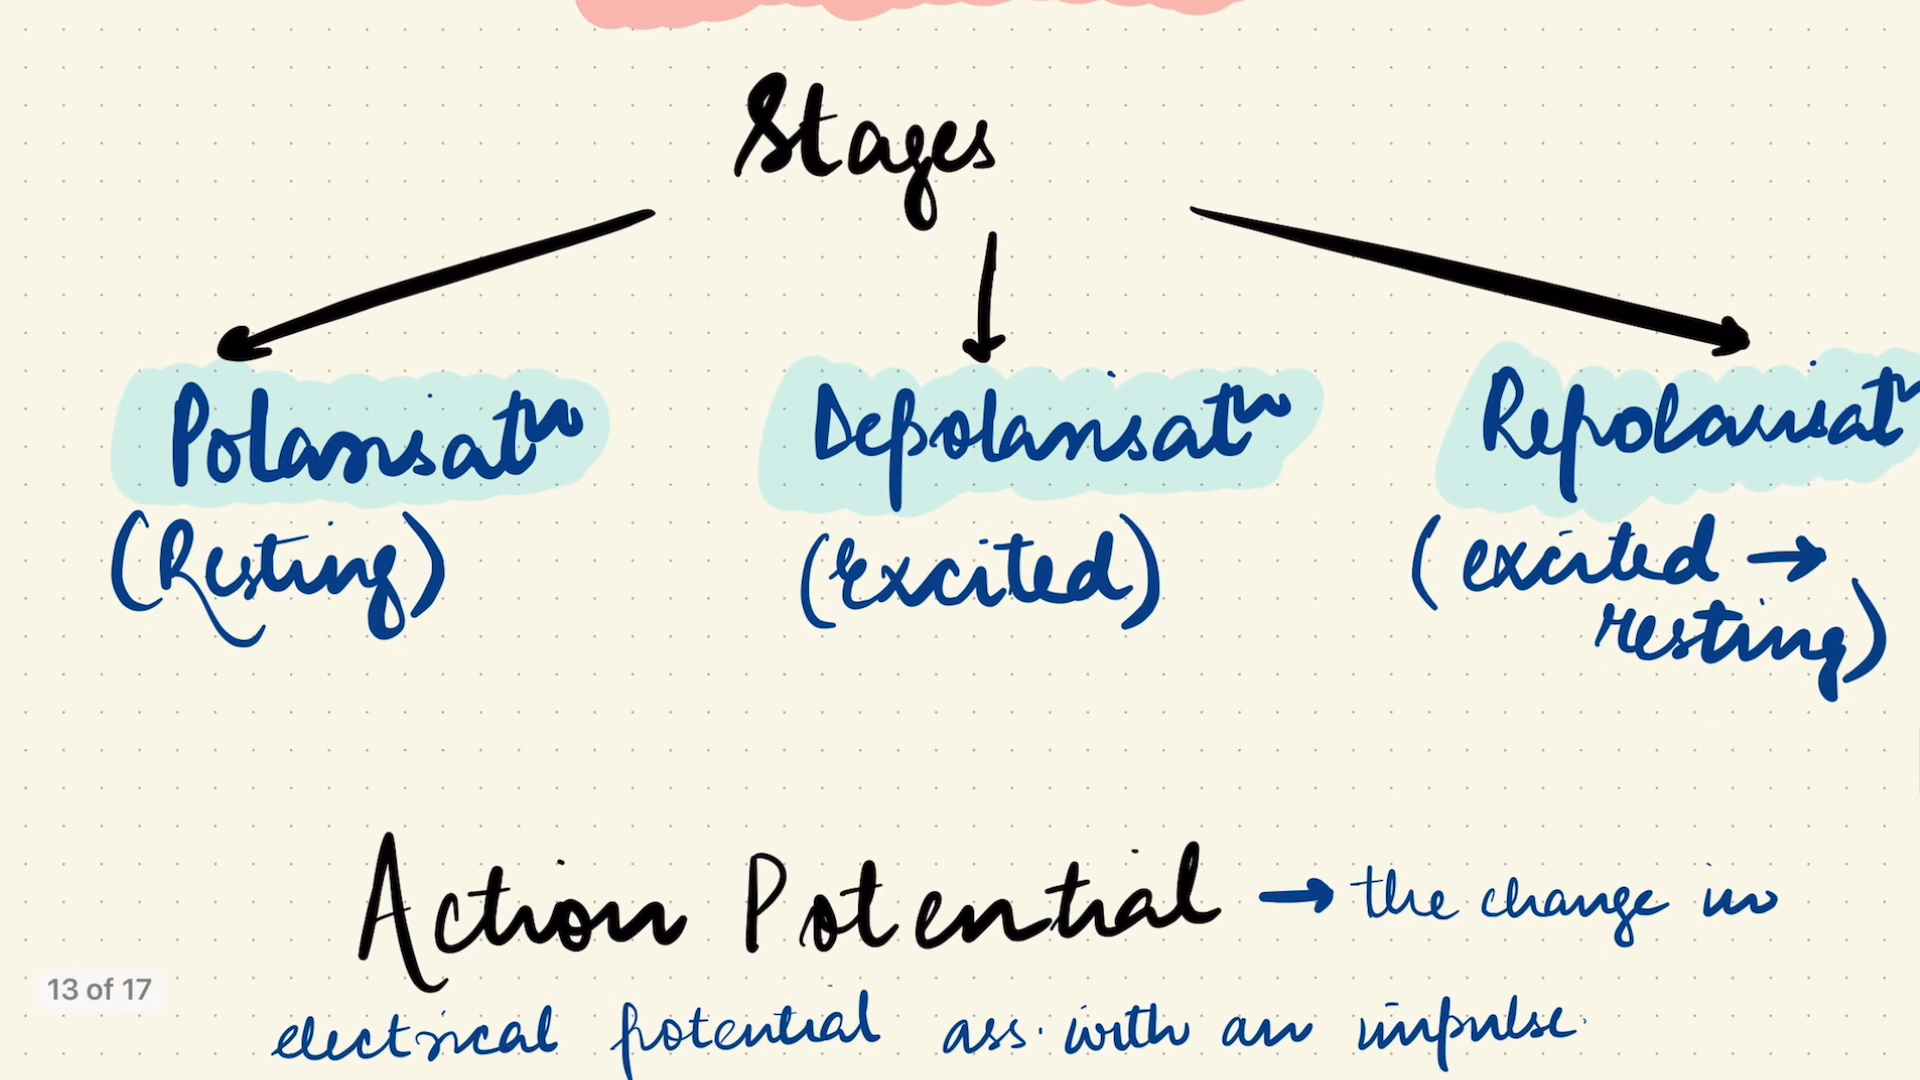 Stages
Polarisatn Depolarisatn Repolarisatn
(Resting) (Excited) (excited →
resting)
Action Potential → the change in
13 of 17
electrical potential ass. with an impulse.